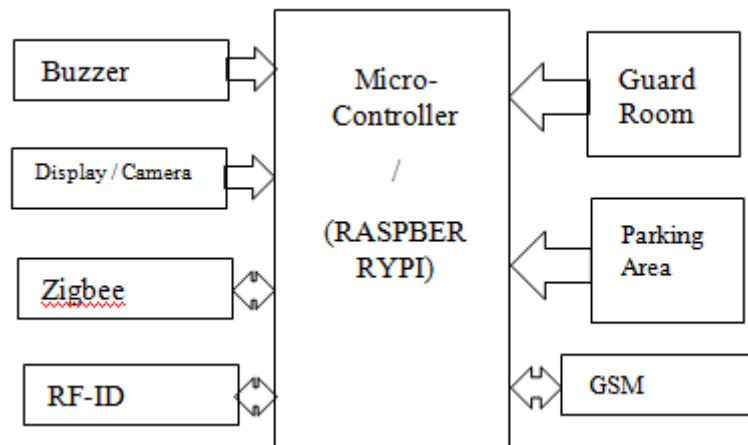 Buzzer
Display / Camera
Zigbee
RF-ID
Micro-
Controller
/
(RASPBER
RYPI)
Guard
Room
Parking
Area
GSM